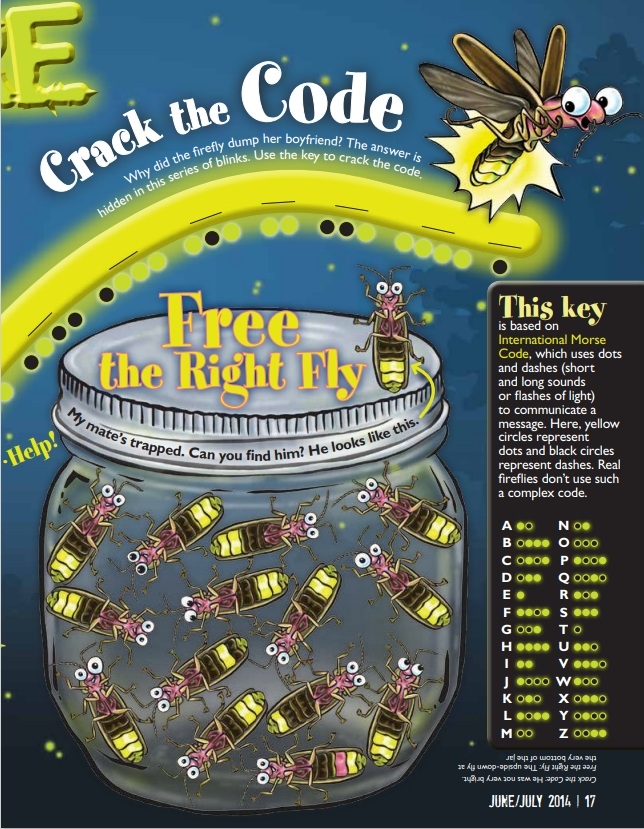 E
Crack the Code
Why did the firefly dump her boyfriend? The answer is
hidden in this series of blinks. Use the key to crack the code.
Free
the Right Fly
My mate's trapped. Can you find him? He looks like this.
Help!
This key
is based on
International Morse
Code, which uses dots
and dashes (short
and long sounds
or flashes of light)
to communicate a
message. Here, yellow
circles represent
dots and black circles
represent dashes. Real
fireflies don't use such
a complex code.
A
B
C
D
E
F
G
H
I
J
K
L
M
N
O
P
Q
R
S
T
U
V
W
X
Y
Z
Crack the Code: He was not very bright.
Free the Right Fly: The upside-down fly at
the very bottom of the jar
JUNE/JULY 2014 | 17